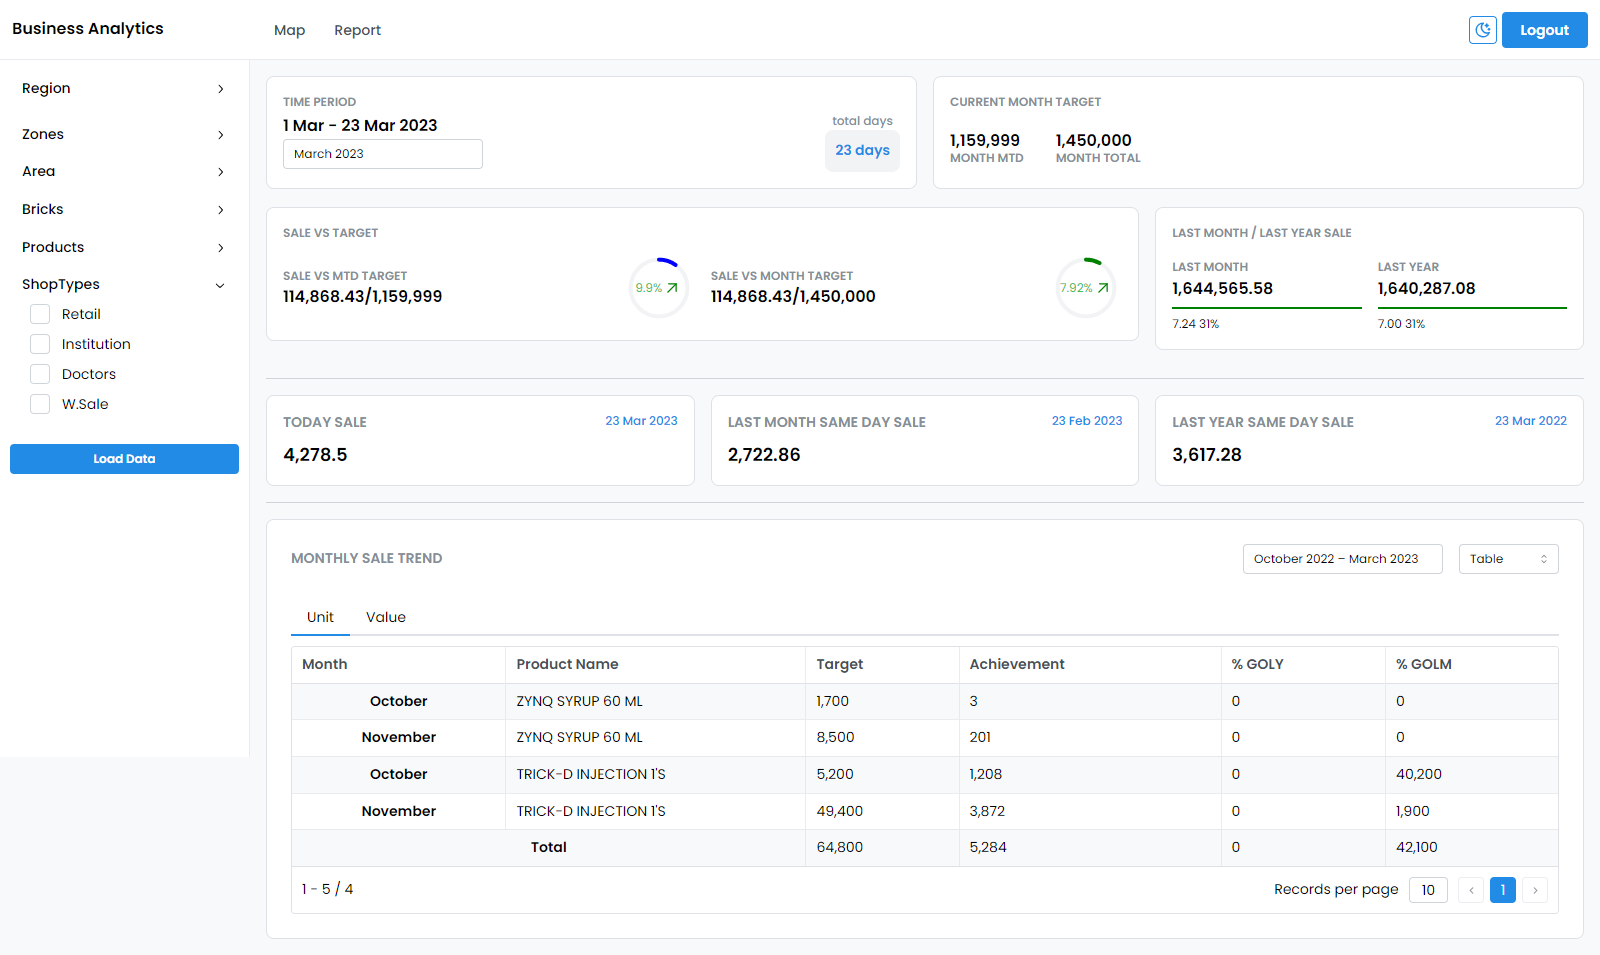 Business Analytics
Map
Report
Logout
Region
Zones
Area
Bricks
Products
ShopTypes
Retail
Institution
Doctors
W.Sale
Load Data
TIME PERIOD
1 Mar - 23 Mar 2023
March 2023
total days
23 days
CURRENT MONTH TARGET
1,159,999
MONTH MTD
1,450,000
MONTH TOTAL
SALE VS TARGET
SALE VS MTD TARGET
114,868.43/1,159,999
9.9%
SALE VS MONTH TARGET
114,868.43/1,450,000
7.92%
LAST MONTH / LAST YEAR SALE
LAST MONTH
1,644,565.58
7.24 31%
LAST YEAR
1,640,287.08
7.00 31%
TODAY SALE 23 Mar 2023
4,278.5
LAST MONTH SAME DAY SALE 23 Feb 2023
2,722.86
LAST YEAR SAME DAY SALE 23 Mar 2022
3,617.28
MONTHLY SALE TREND
October 2022 – March 2023
Table
Unit Value
Month Product Name Target Achievement % GOLY % GOLM
October ZYNQ SYRUP 60 ML 1,700 3 0 0
November ZYNQ SYRUP 60 ML 8,500 201 0 0
October TRICK-D INJECTION 1'S 5,200 1,208 0 40,200
November TRICK-D INJECTION 1'S 49,400 3,872 0 1,900
Total 64,800 5,284 0 42,100
1 - 5 / 4
Records per page 10 1